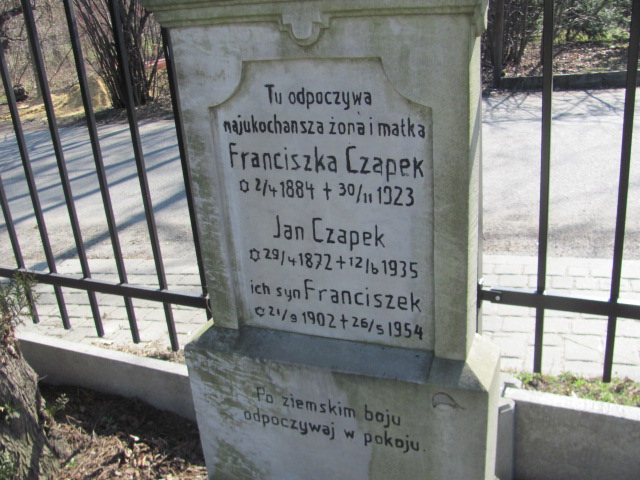 Tu odpoczywa
najukochansza żona i matka
Franciszka Czapek
✡ 2/4 1884 + 30/11 1923
Jan Czapek
✡ 29/4 1872 + 12/6 1935
ich syn Franciszek
✡ 21/9 1902 + 26/5 1954
Po ziemskim boju
odpoczywaj w pokoju.